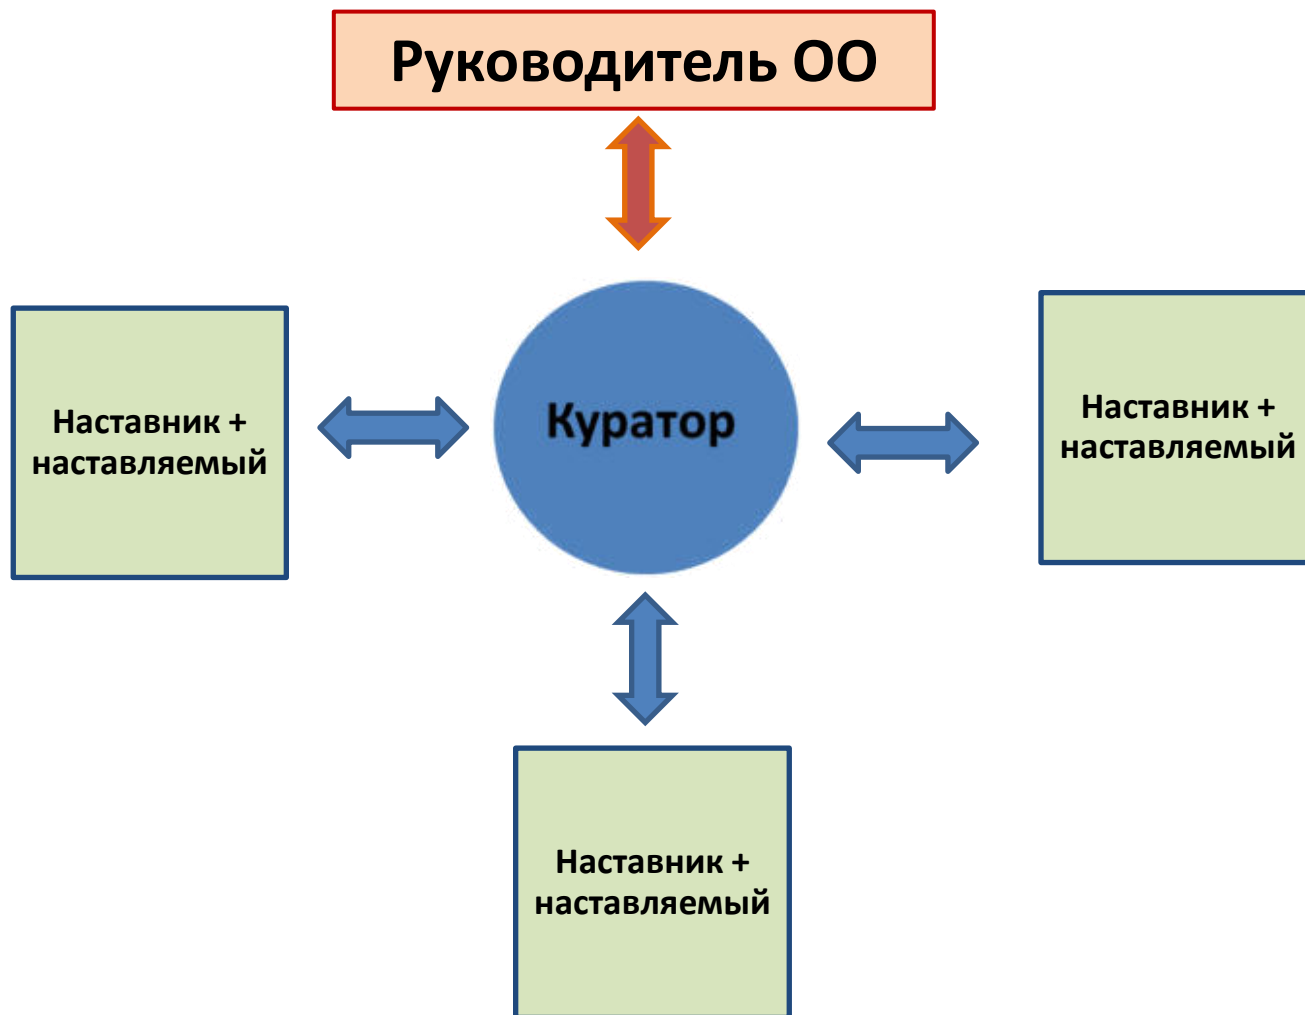 Руководитель ОО
Наставник +
наставляемый
Куратор
Наставник +
наставляемый
Наставник +
наставляемый